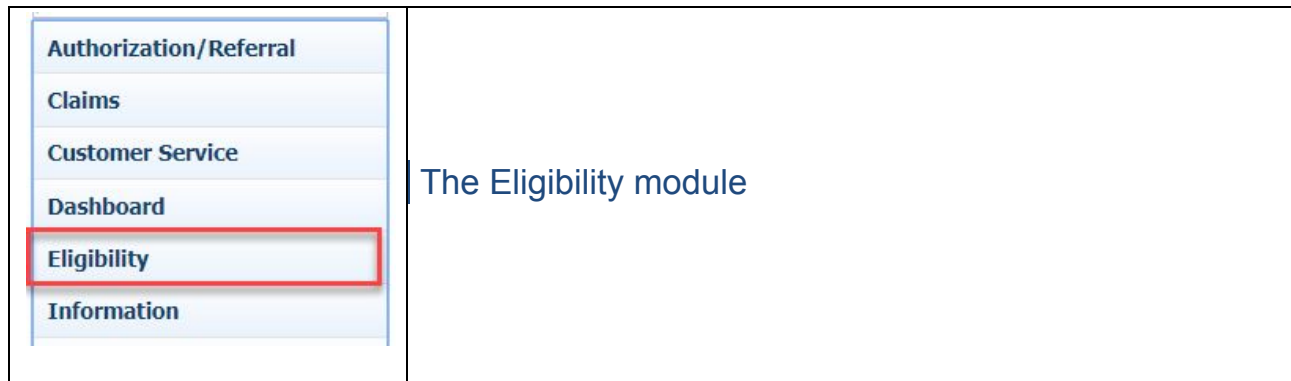 Authorization/Referral
Claims
Customer Service
Dashboard
Eligibility
Information
The Eligibility module